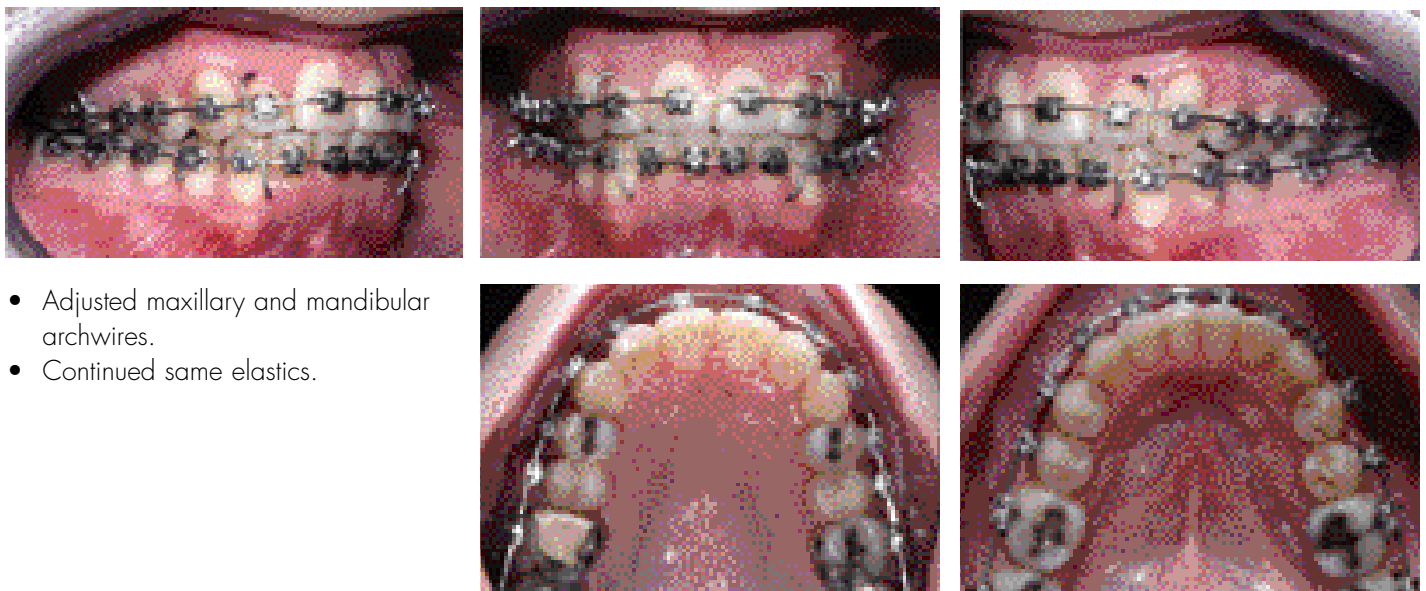 • Adjusted maxillary and mandibular
archwires.
• Continued same elastics.